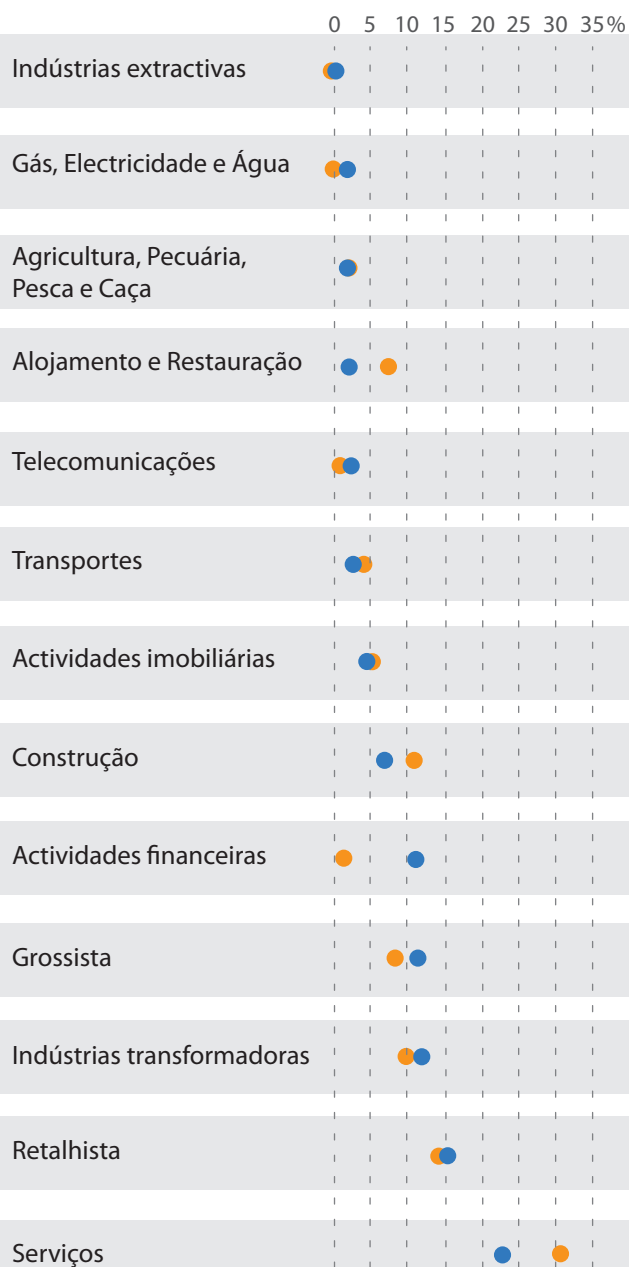 0 5 10 15 20 25 30 35%
Indústrias extractivas
Gás, Electricidade e Água
Agricultura, Pecuária,
Pesca e Caça
Alojamento e Restauração
Telecomunicações
Transportes
Actividades imobiliárias
Construção
Actividades financeiras
Grossista
Indústrias transformadoras
Retalhista
Serviços